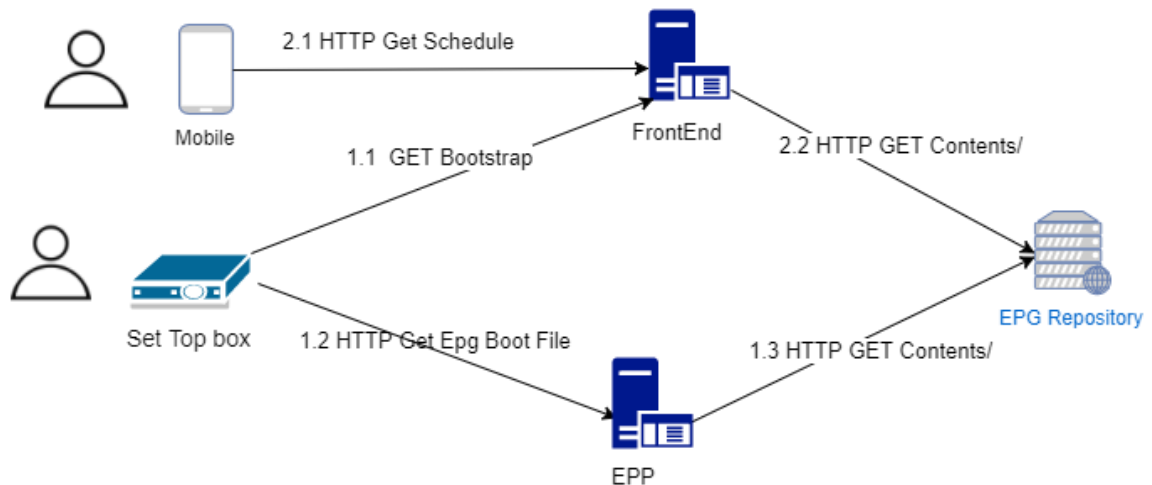 2.1 HTTP Get Schedule
Mobile
FrontEnd
1.1 GET Bootstrap
2.2 HTTP GET Contents/
Set Top box
EPG Repository
1.2 HTTP Get Epg Boot File
1.3 HTTP GET Contents/
EPP